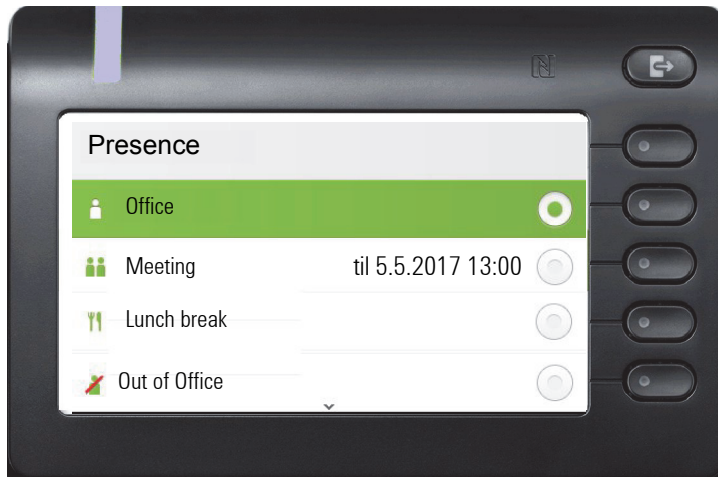 Presence
Office
Meeting til 5.5.2017 13:00
Lunch break
Out of Office